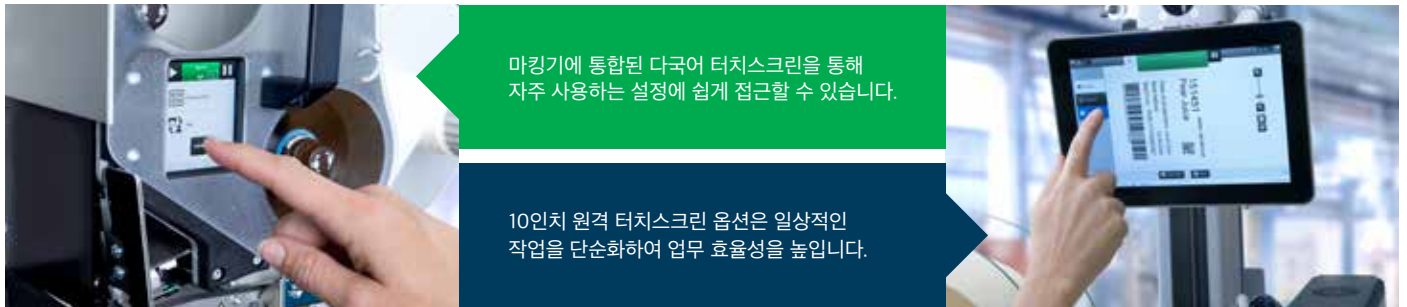 마킹기에 통합된 다국어 터치스크린을 통해
자주 사용하는 설정에 쉽게 접근할 수 있습니다.
10인치 원격 터치스크린 옵션은 일상적인
작업을 단순화하여 업무 효율성을 높입니다.
151431
Pear Juice